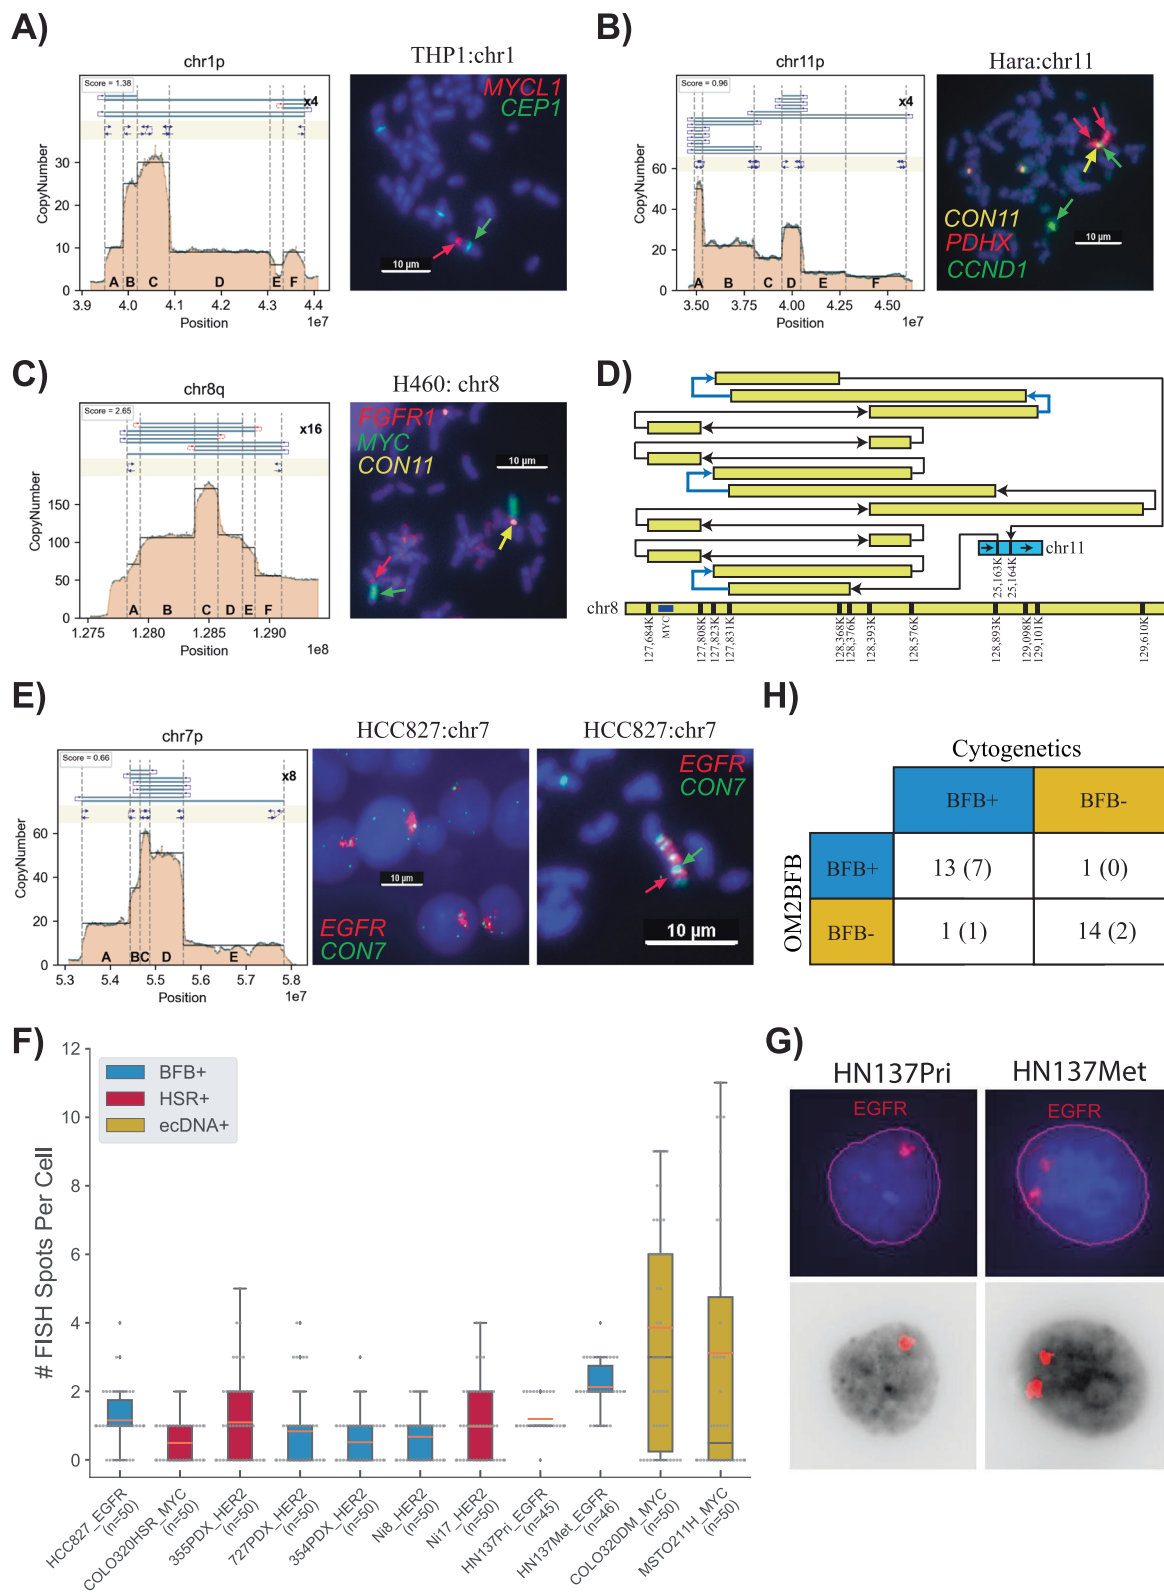 A)
chr1p
Score = 1.38
x4
CopyNumber
30
20
10
0
A B C D E F
3.9 4.0 4.1 4.2 4.3 4.4
Position
1e7
THP1:chr1
MYCL1
CEP1
10 µm
B)
chr11p
Score = 0.96
x4
CopyNumber
60
40
20
0
A B C D E F
3.50 3.75 4.00 4.25 4.50
Position
1e7
Hara:chr11
CON11
PDHX
CCND1
10 µm
C)
chr8q
Score = 2.65
x16
CopyNumber
150
100
50
0
A B C D E F
1.275 1.280 1.285 1.290
Position
1e8
H460: chr8
FGFR1
MYC
CON11
10 µm
D)
chr11
25,163K
25,164K
chr8
127,684K
MYC
127,808K
127,823K
127,831K
128,368K
128,376K
128,393K
128,576K
128,893K
129,098K
129,101K
129,610K
E)
chr7p
Score = 0.66
x8
CopyNumber
60
40
20
0
A B C D E
5.3 5.4 5.5 5.6 5.7 5.8
Position
1e7
HCC827:chr7
10 µm
EGFR
CON7
HCC827:chr7
EGFR
CON7
10 µm
H)
Cytogenetics
BFB+ BFB-
OM2BFB
BFB+ 13 (7) 1 (0)
BFB- 1 (1) 14 (2)
F)
# FISH Spots Per Cell
12
10
8
6
4
2
0
BFB+
HSR+
ecDNA+
HCC827_EGFR
(n=50)
COLO320HSR_MYC
(n=50)
355PDX_HER2
(n=50)
727PDX_HER2
(n=50)
354PDX_HER2
(n=50)
Ni8_HER2
(n=50)
Ni17_HER2
(n=50)
HN137Pri_EGFR
(n=45)
HN137Met_EGFR
(n=46)
COLO320DM_MYC
(n=50)
MSTO211H_MYC
(n=50)
G)
HN137Pri
HN137Met
EGFR
EGFR